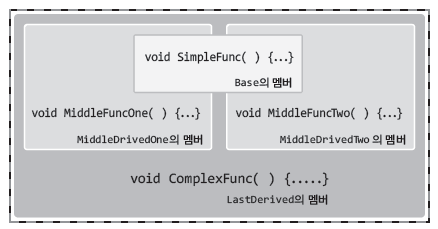 void SimpleFunc( ) {...}
Base의 멤버
void MiddleFuncOne( ) {...}
void MiddleFuncTwo( ) {...}
MiddleDrivedOne의 멤버
MiddleDrivedTwo 의 멤버
void ComplexFunc( ) {.....}
LastDerived의 멤버